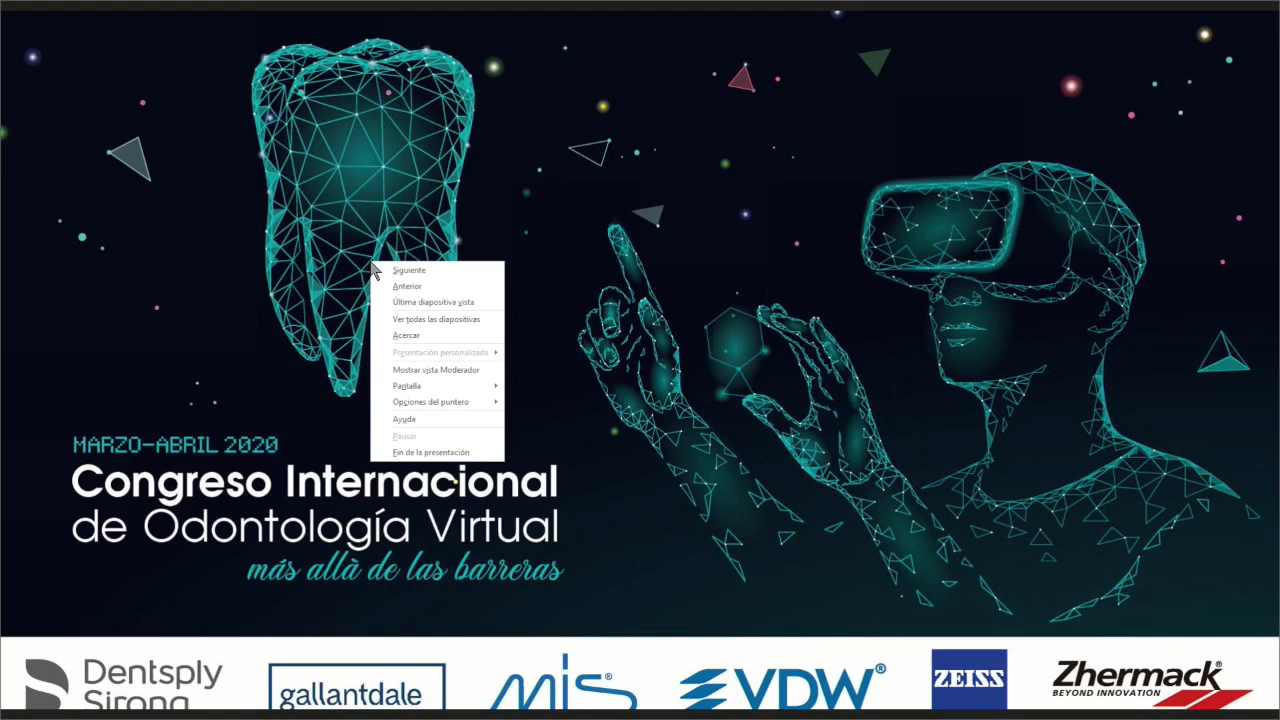 Siguiente
Anterior
Última diapositiva vista
Ver todas las diapositivas
Acercar
Presentación personalizada
Mostrar vista Moderador
Pantalla
Opciones del puntero
Ayuda
Pausar
Fin de la presentación
MARZO-ABRIL 2020
Congreso Internacional
de Odontología Virtual
más allà de las barreras
Dentsply
Sirona
gallantdale
mis®
VDW®
ZEISS
Zhermack®
BEYOND INNOVATION